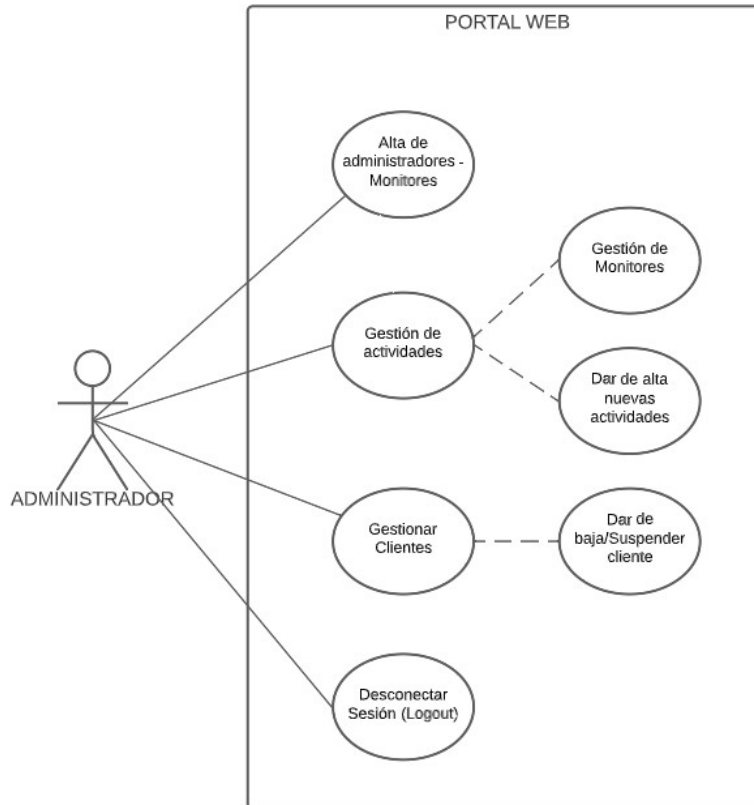 PORTAL WEB
Alta de
administradores -
Monitores
Gestión de
Monitores
Gestión de
actividades
Dar de alta
nuevas
actividades
ADMINISTRADOR
Gestionar
Clientes
Dar de
baja/Suspender
cliente
Desconectar
Sesión (Logout)